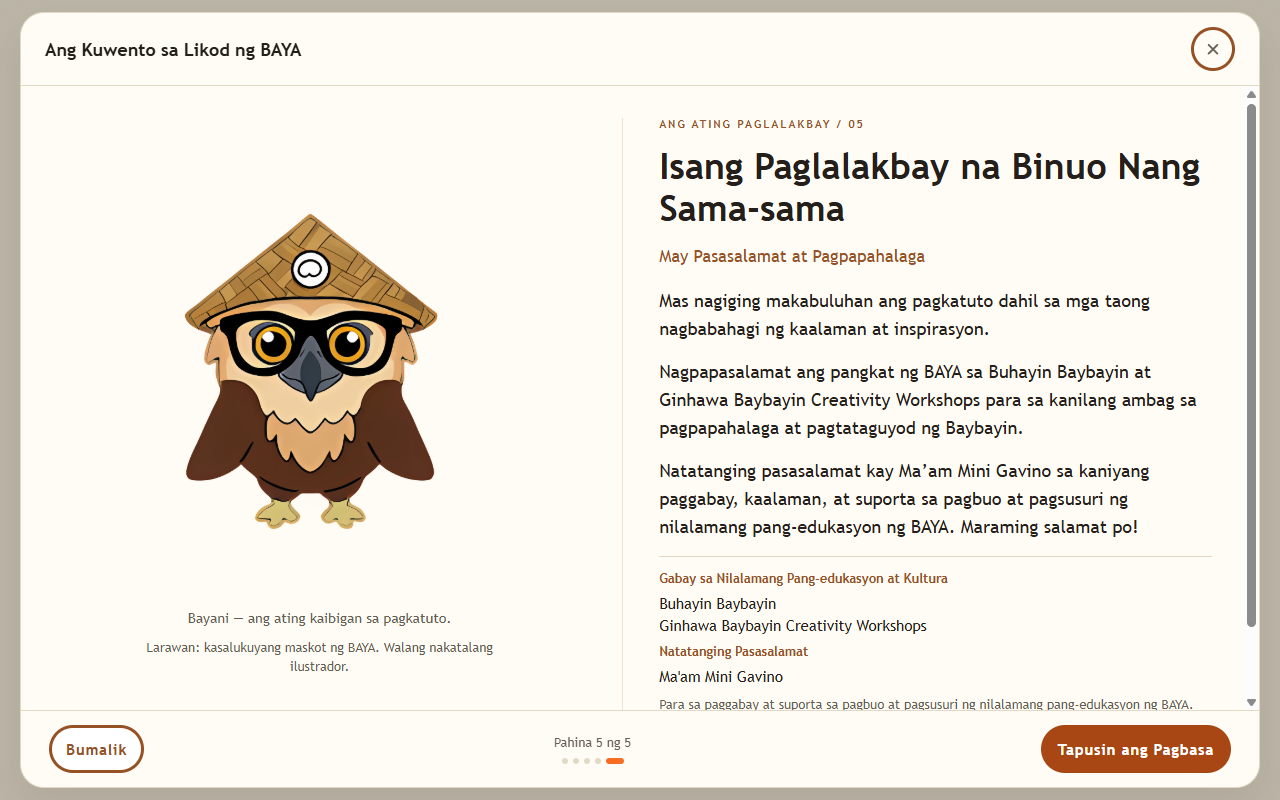 Ang Kuwento sa Likod ng BAYA
ANG ATING PAGLALAKBAY / 05
Isang Paglalakbay na Binuo Nang
Sama-sama
May Pasasalamat at Pagpapahalaga
Mas nagiging makabuluhan ang pagkatuto dahil sa mga taong
nagbabahagi ng kaalaman at inspirasyon.
Nagpapasalamat ang pangkat ng BAYA sa Buhayin Baybayin at
Ginhawa Baybayin Creativity Workshops para sa kanilang ambag sa
pagpapahalaga at pagtataguyod ng Baybayin.
Natatanging pasasalamat kay Ma’am Mini Gavino sa kaniyang
paggabay, kaalaman, at suporta sa pagbuo at pagsusuri ng
nilalamang pang-edukasyon ng BAYA. Maraming salamat po!
Gabay sa Nilalamang Pang-edukasyon at Kultura
Buhayin Baybayin
Ginhawa Baybayin Creativity Workshops
Natatanging Pasasalamat
Ma'am Mini Gavino
Para sa paggabay at suporta sa pagbuo at pagsusuri ng nilalamang pang-edukasyon ng BAYA.
Bayani — ang ating kaibigan sa pagkatuto.
Larawan: kasalukuyang maskot ng BAYA. Walang nakatalang
ilustrador.
Bumalik
Pahina 5 ng 5
Tapusin ang Pagbasa